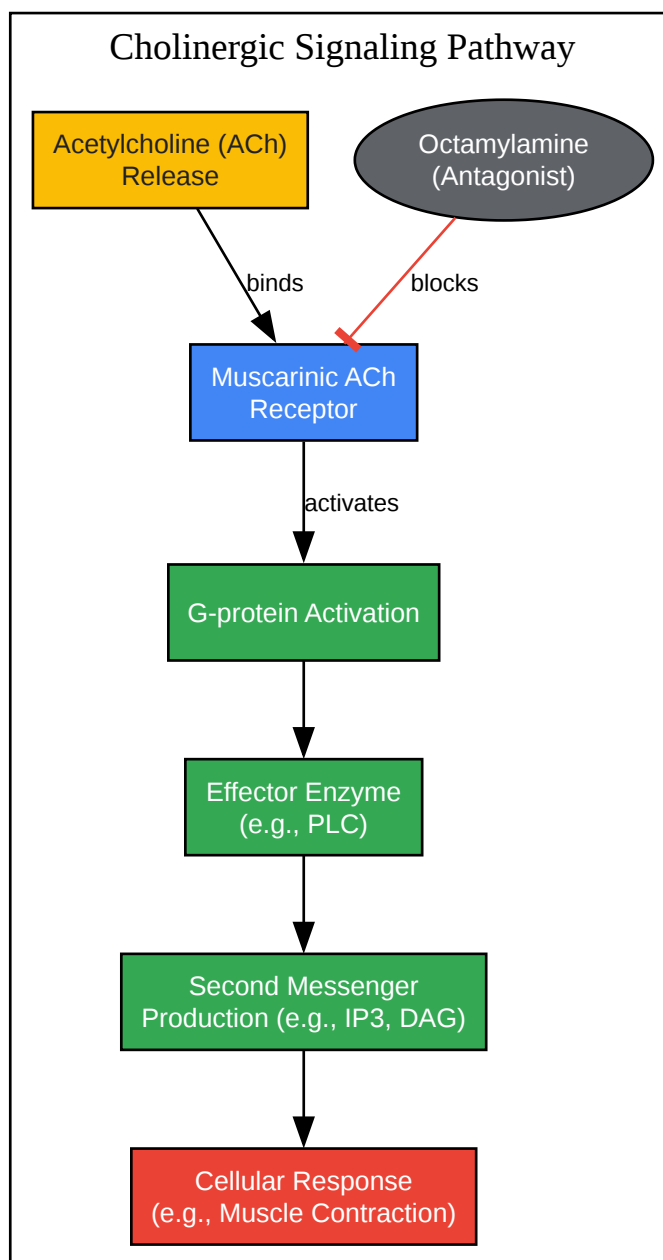 Cholinergic Signaling Pathway
Acetylcholine (ACh)
Release
Octamylamine
(Antagonist)
binds
blocks
Muscarinic ACh
Receptor
activates
G-protein Activation
Effector Enzyme
(e.g., PLC)
Second Messenger
Production (e.g., IP3, DAG)
Cellular Response
(e.g., Muscle Contraction)